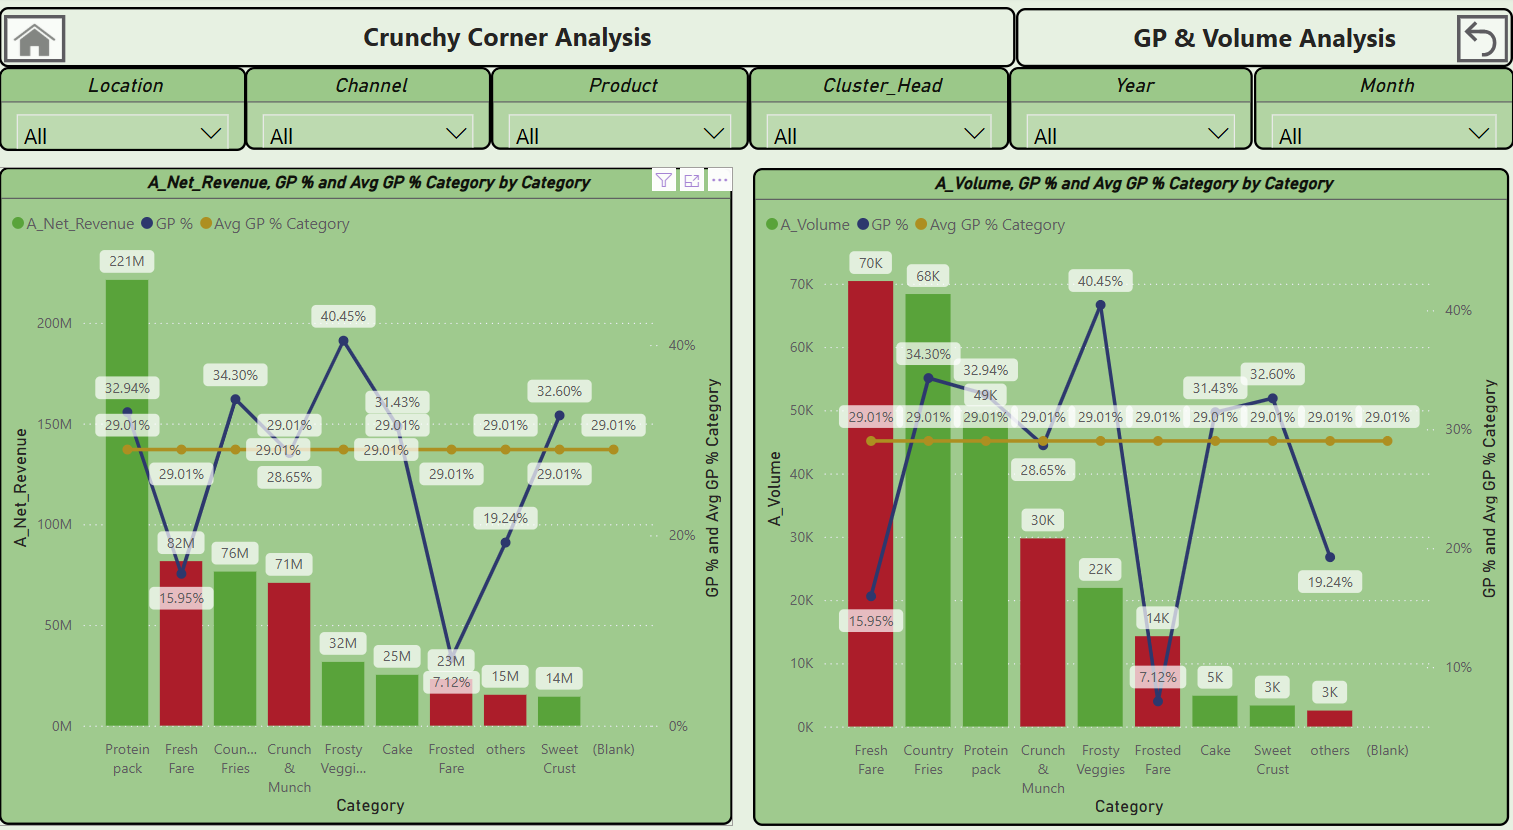 Crunchy Corner Analysis
GP & Volume Analysis
Location
Channel
Product
Cluster_Head
Year
Month
All
All
All
All
All
All
A_Net_Revenue, GP % and Avg GP % Category by Category
A_Net_Revenue GP % Avg GP % Category
A_Net_Revenue
200M
150M
100M
50M
0M
221M
82M
76M
71M
32M
25M
23M
15M
14M
32.94%
15.95%
34.30%
28.65%
40.45%
31.43%
7.12%
19.24%
32.60%
29.01%
29.01%
29.01%
29.01%
29.01%
29.01%
29.01%
29.01%
29.01%
29.01%
40%
20%
0%
GP % and Avg GP % Category
Protein pack
Fresh Fare
Coun... Fries
Crunch & Munch
Frosty Veggi...
Cake
Frosted Fare
others
Sweet Crust
(Blank)
Category
A_Volume, GP % and Avg GP % Category by Category
A_Volume GP % Avg GP % Category
A_Volume
70K
60K
50K
40K
30K
20K
10K
0K
70K
68K
49K
30K
22K
14K
5K
3K
3K
15.95%
34.30%
32.94%
28.65%
40.45%
7.12%
31.43%
32.60%
19.24%
29.01%
29.01%
29.01%
29.01%
29.01%
29.01%
29.01%
29.01%
29.01%
29.01%
40%
30%
20%
10%
GP % and Avg GP % Category
Fresh Fare
Country Fries
Protein pack
Crunch & Munch
Frosty Veggies
Frosted Fare
Cake
Sweet Crust
others
(Blank)
Category